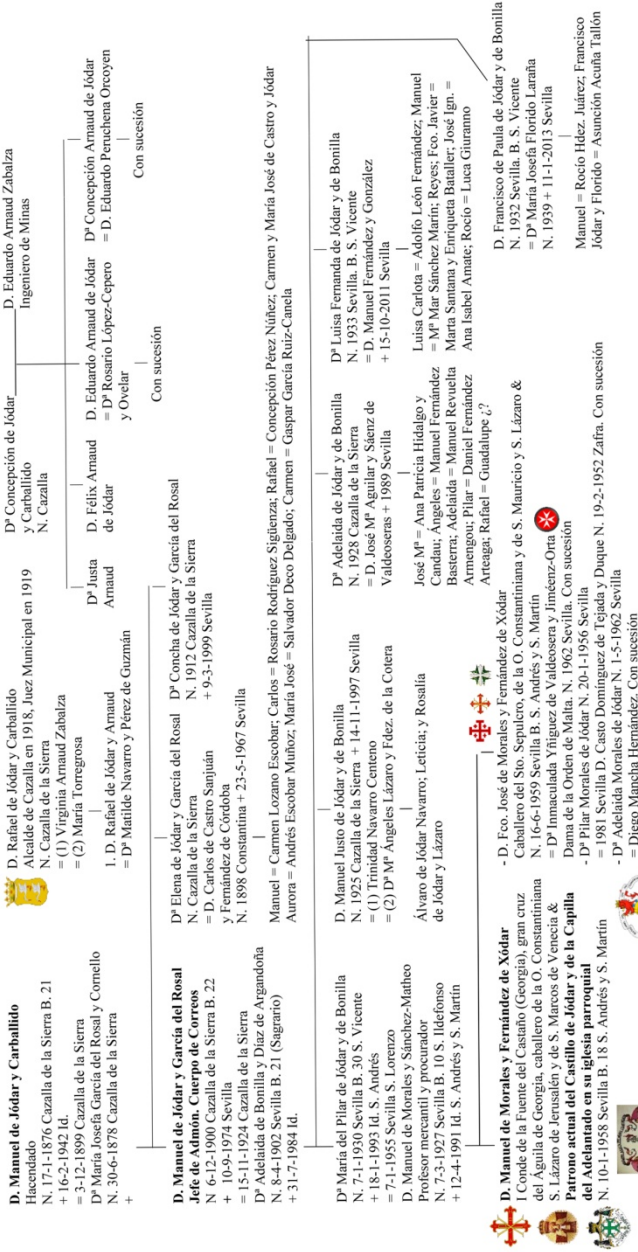 D. Manuel de Jódar y Carballido
Hacendado
N. 17-1-1876 Cazalla de la Sierra B. 21
+ 16-2-1942 Id.
= 3-12-1899 Cazalla de la Sierra
Dª María Josefa García del Rosal y Cornello
N. 30-6-1878 Cazalla de la Sierra
+
D. Rafael de Jódar y Carballido
Alcalde de Cazalla en 1918, Juez Municipal en 1919
N. Cazalla de la Sierra
= (1) Virginia Arnaud Zabalza
= (2) María Torregrosa
1. D. Rafael de Jódar y Arnaud
= Dª Matilde Navarro y Pérez de Guzmán
Dª Concepción de Jódar
y Carballido
N. Cazalla
D. Eduardo Arnaud Zabalza
Ingeniero de Minas
Dª Justa
Arnaud
D. Félix Arnaud
de Jódar
D. Eduardo Arnaud de Jódar
= Dª Rosario López-Cepero
y Ovelar
Con sucesión
Dª Concepción Arnaud de Jódar
= D. Eduardo Peruchena Orcoyen
Con sucesión
D. Manuel de Jódar y García del Rosal
Jefe de Admón. Cuerpo de Correos
N 6-12-1900 Cazalla de la Sierra B. 22
+ 10-9-1974 Sevilla
= 15-11-1924 Cazalla de la Sierra
Dª Adelaida de Bonilla y Díaz de Argandoña
N. 8-4-1902 Sevilla B. 21 (Sagrario)
+ 31-7-1984 Id.
Dª Elena de Jódar y García del Rosal
N. Cazalla de la Sierra
= D. Carlos de Castro Sanjuán
y Fernández de Córdoba
N. 1898 Constantina + 23-5-1967 Sevilla
Dª Concha de Jódar y García del Rosal
N. 1912 Cazalla de la Sierra
+ 9-3-1999 Sevilla
Manuel = Carmen Lozano Escobar; Carlos = Rosario Rodríguez Sigüenza; Rafael = Concepción Pérez Núñez; Carmen y María José de Castro y Jódar
Aurora = Andrés Escobar Muñoz; María José = Salvador Deco Delgado; Carmen = Gaspar García Ruiz-Canela
Dª María del Pilar de Jódar y de Bonilla
N. 7-1-1930 Sevilla B. 30 S. Vicente
+ 18-1-1993 Id. S. Andrés
= 7-1-1955 Sevilla S. Lorenzo
D. Manuel de Morales y Sánchez-Matheo
Profesor mercantil y procurador
N. 7-3-1927 Sevilla B. 10 S. Ildefonso
+ 12-4-1991 Id. S. Andrés y S. Martín
D. Manuel Justo de Jódar y de Bonilla
N. 1925 Cazalla de la Sierra + 14-11-1997 Sevilla
= (1) Trinidad Navarro Centeno
= (2) Dª Mª Ángeles Lázaro y Fdez. de la Cotera
Álvaro de Jódar Navarro; Leticia; y Rosalía
de Jódar y Lázaro
Dª Adelaida de Jódar y de Bonilla
N. 1928 Cazalla de la Sierra
= D. José Mª Aguilar y Sáenz de
Valdeoseras + 1989 Sevilla
José Mª = Ana Patricia Hidalgo y
Candau; Ángeles = Manuel Fernández
Basterra; Adelaida = Manuel Revuelta
Armengou; Pilar = Daniel Fernández
Arteaga; Rafael = Guadalupe ¿?
Dª Luisa Fernanda de Jódar y de Bonilla
N. 1933 Sevilla. B. S. Vicente
= D. Manuel Fernández y González
+ 15-10-2011 Sevilla
Luisa Carlota = Adolfo León Fernández; Manuel
= Mª Mar Sánchez Marín; Reyes; Fco. Javier =
Marta Santana y Enriqueta Bataller; José Ign. =
Ana Isabel Amate; Rocío = Luca Giuranno
D. Francisco de Paula de Jódar y de Bonilla
N. 1932 Sevilla. B. S. Vicente
= Dª María Josefa Florido Laraña
N. 1939 + 11-1-2013 Sevilla
Manuel = Rocío Hdez. Juárez; Francisco
Jódar y Florido = Asunción Acuña Tallón
D. Manuel de Morales y Fernández de Xódar
I Conde de la Fuente del Castaño (Georgia), gran cruz
del Águila de Georgia, caballero de la O. Constantiniana
S. Lázaro de Jerusalén y de S. Marcos de Venecia &
Patrono actual del Castillo de Jódar y de la Capilla
del Adelantado en su iglesia parroquial
N. 10-1-1958 Sevilla B. 18 S. Andrés y S. Martín
- D. Fco. José de Morales y Fernández de Xódar
Caballero del Sto. Sepulcro, de la O. Constantiniana y de S. Mauricio y S. Lázaro &
N. 16-6-1959 Sevilla B. S. Andrés y S. Martín
= Dª Inmaculada Yñiguez de Valdeosera y Jiméenz-Orta
Dama de la Orden de Malta. N. 1962 Sevilla. Con sucesión
- Dª Pilar Morales de Jódar N. 20-1-1956 Sevilla
= 1981 Sevilla D. Casto Domínguez de Tejada y Duque N. 19-2-1952 Zafra. Con sucesión
- Dª Adelaida Morales de Jódar N. 1-5-1962 Sevilla
= Diego Mancha Hernández. Con sucesión